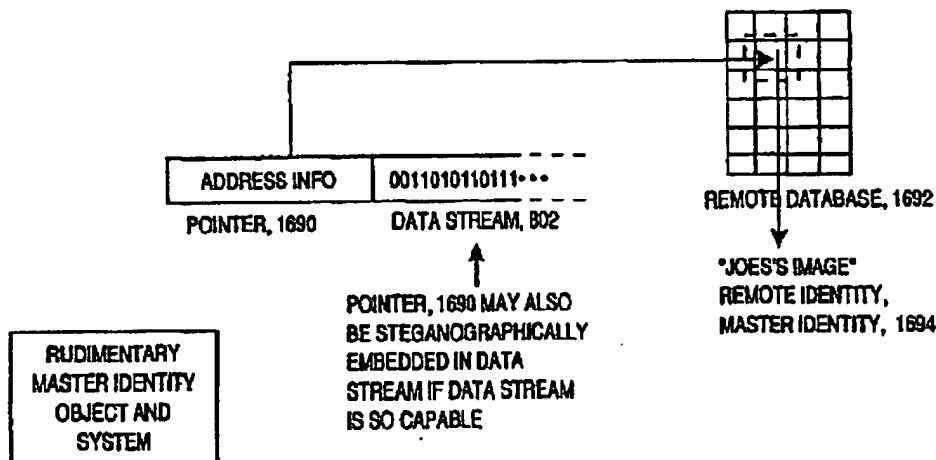 ADDRESS INFO
0011010110111•••
POINTER, 1690
DATA STREAM, 802
REMOTE DATABASE, 1692
"JOES'S IMAGE"
REMOTE IDENTITY,
MASTER IDENTITY, 1694
POINTER, 1690 MAY ALSO
BE STEGANOGRAPHICALLY
EMBEDDED IN DATA
STREAM IF DATA STREAM
IS SO CAPABLE
RUDIMENTARY
MASTER IDENTITY
OBJECT AND
SYSTEM